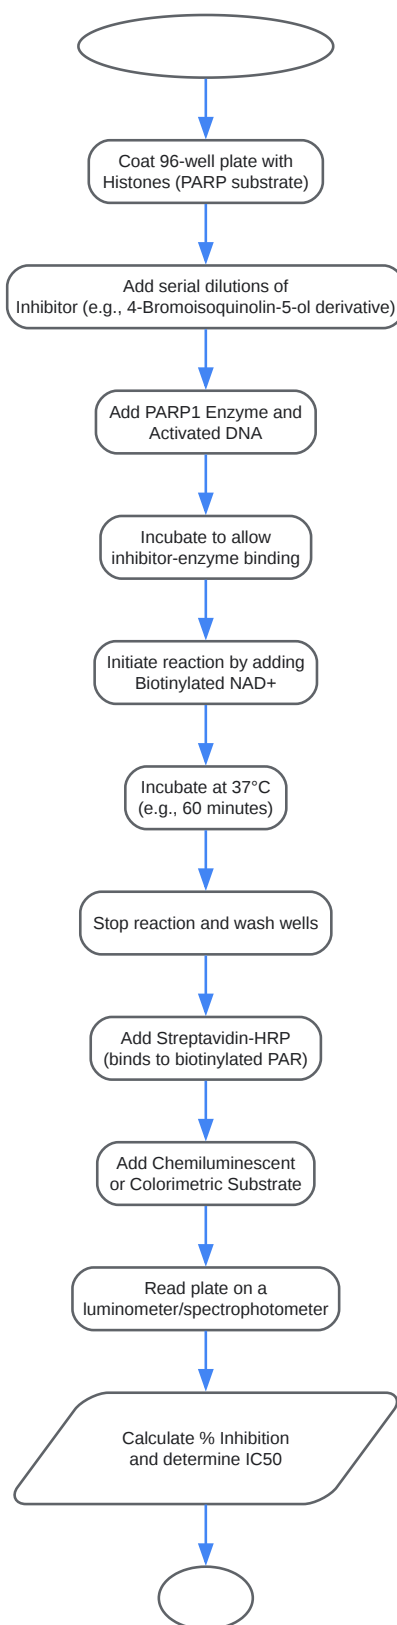 Coat 96-well plate with
Histones (PARP substrate)
Add serial dilutions of
Inhibitor (e.g., 4-Bromoisoquinolin-5-ol derivative)
Add PARP1 Enzyme and
Activated DNA
Incubate to allow
inhibitor-enzyme binding
Initiate reaction by adding
Biotinylated NAD+
Incubate at 37°C
(e.g., 60 minutes)
Stop reaction and wash wells
Add Streptavidin-HRP
(binds to biotinylated PAR)
Add Chemiluminescent
or Colorimetric Substrate
Read plate on a
luminometer/spectrophotometer
Calculate % Inhibition
and determine IC50